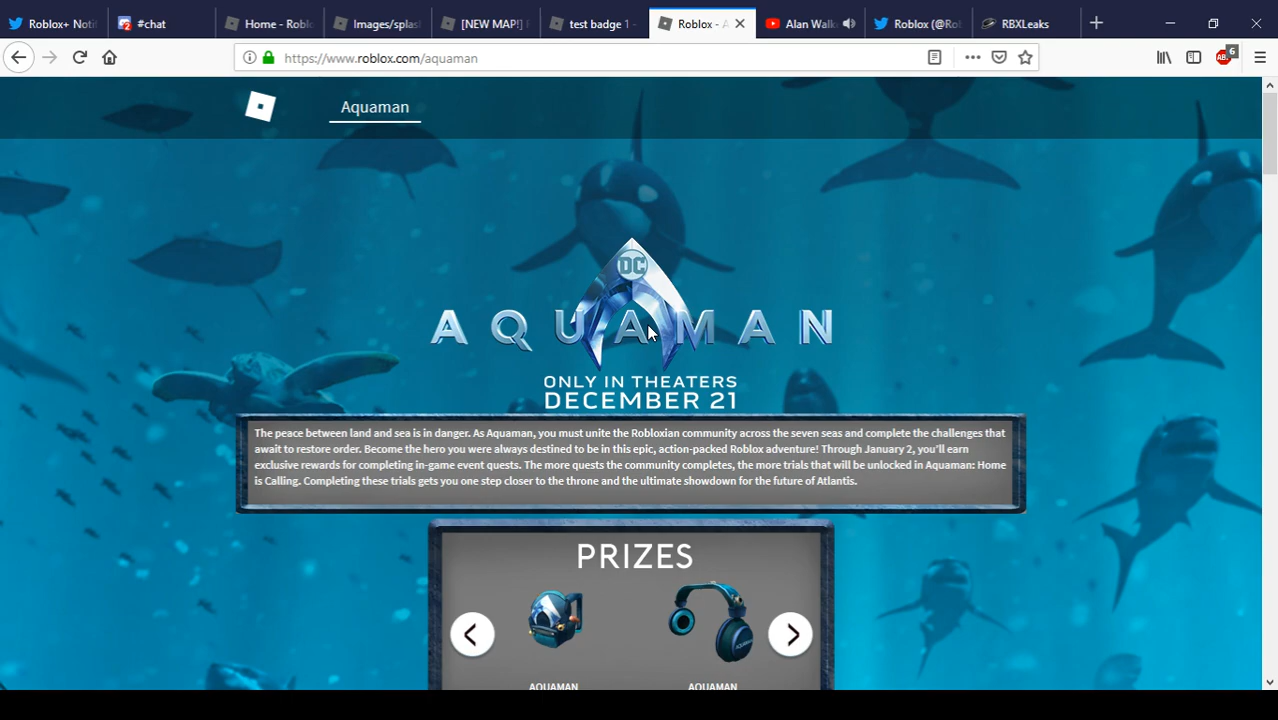 Roblox+ Noti
#chat
Home - Roblo
Images/splas
[NEW MAP!]
test badge 1 -
Roblox - A
Alan Walk
Roblox (@Rob
RBXLeaks
https://www.roblox.com/aquaman
6
Aquaman
DC
AQUAMAN
ONLY IN THEATERS
DECEMBER 21
The peace between land and sea is in danger. As Aquaman, you must unite the Robloxian community across the seven seas and complete the challenges that
await to restore order. Become the hero you were always destined to be in this epic, action-packed Roblox adventure! Through January 2, you'll earn
exclusive rewards for completing in-game event quests. The more quests the community completes, the more trials that will be unlocked in Aquaman: Home
is Calling. Completing these trials gets you one step closer to the throne and the ultimate showdown for the future of Atlantis.
PRIZES
AQUAMAN
AQUAMAN
AQUAMAN